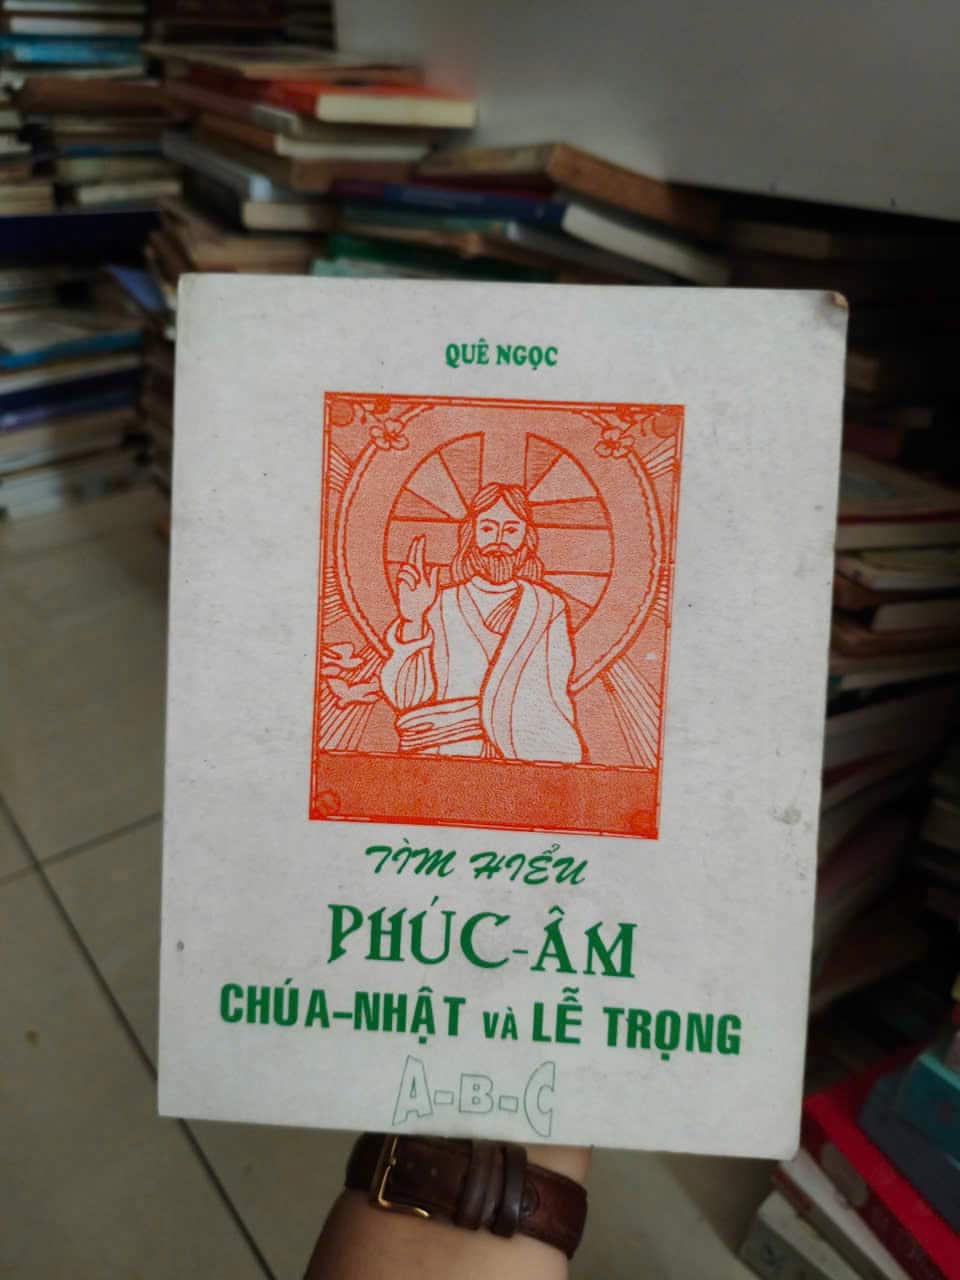 QUÊ NGỌC
TÌM HIỂU
PHÚC-ÂM
CHÚA-NHẬT VÀ LỄ TRỌNG
A-B-C